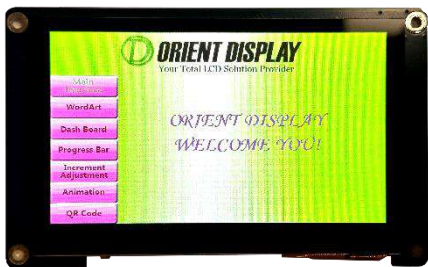 ORIENT DISPLAY
Your Total LCD Solution Provider
Main
WordArt
Dash Board
Progress Bar
Increment
Adjustment
Animation
QR Code
ORIENT DISPLAY
WELCOME YOU!